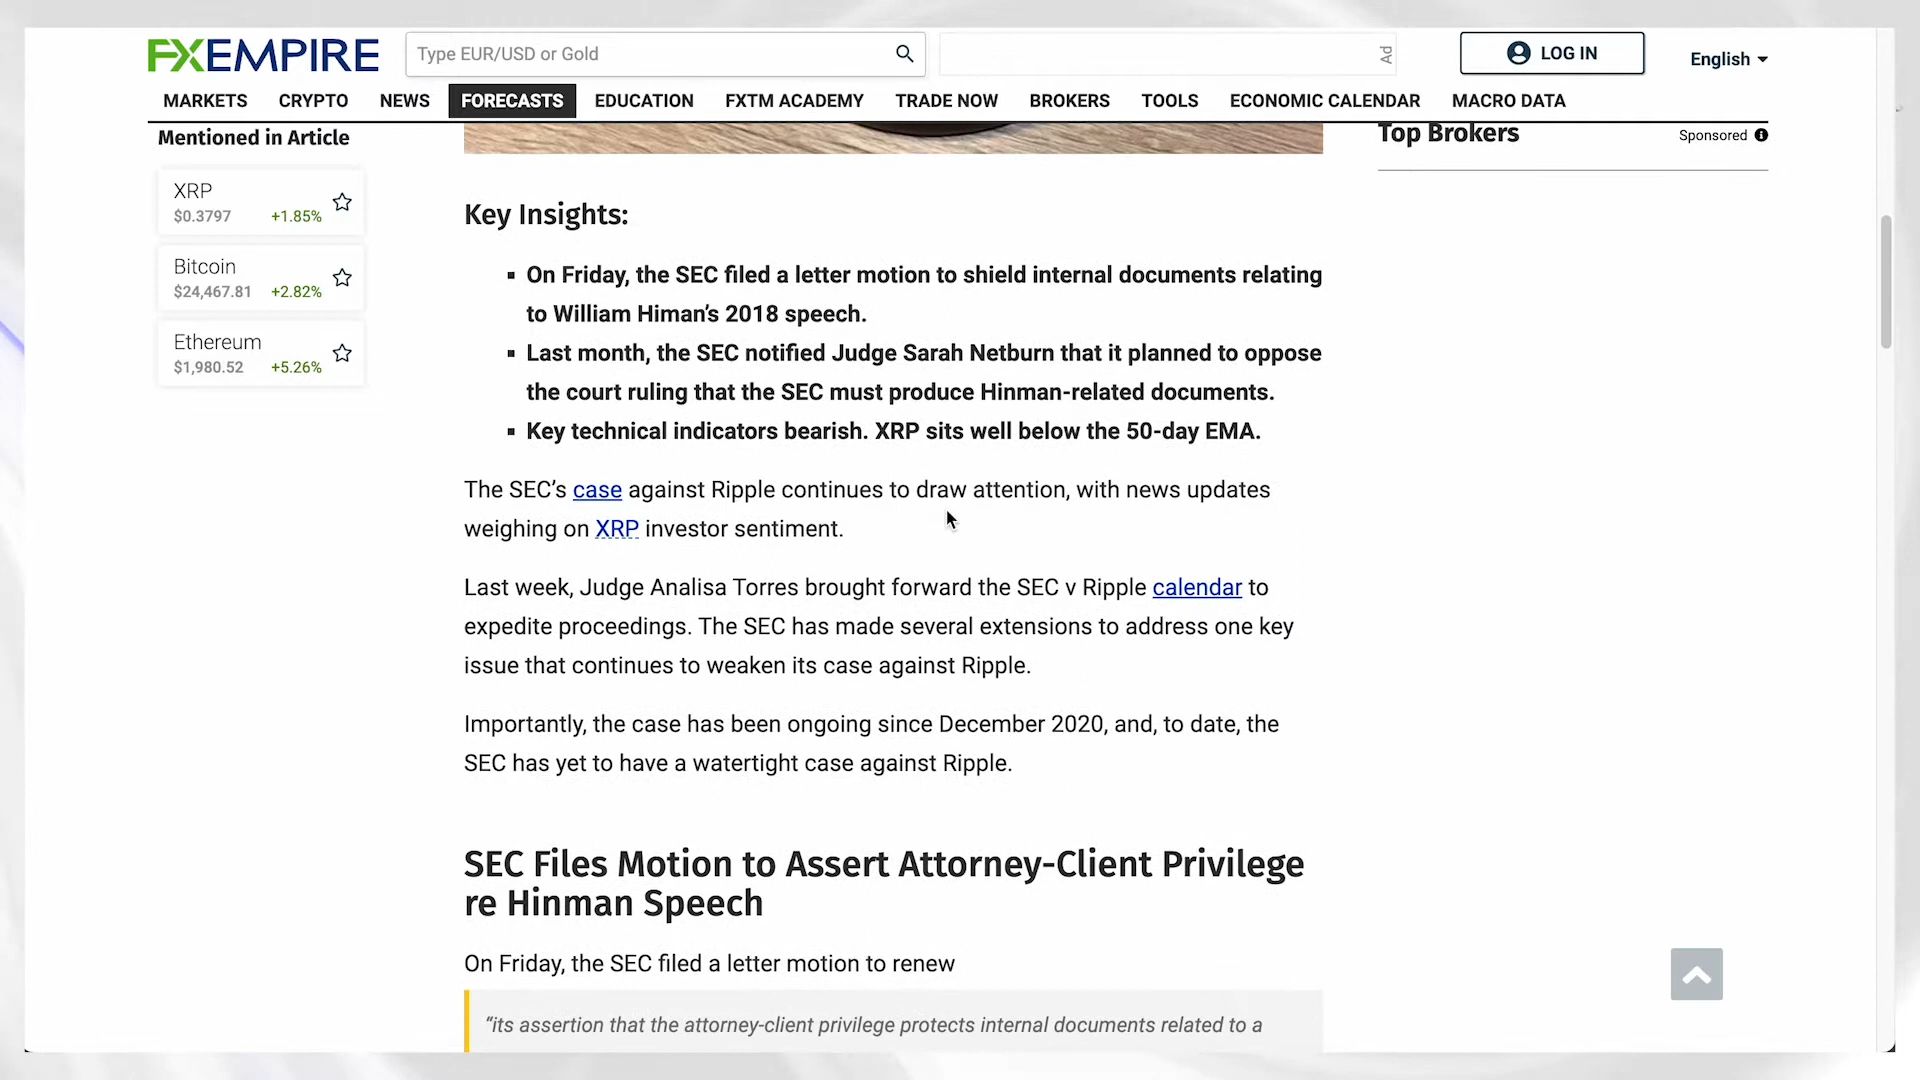 FXEMPIRE
Type EUR/USD or Gold
Ad
LOG IN
English
MARKETS CRYPTO NEWS FORECASTS EDUCATION FXTM ACADEMY TRADE NOW BROKERS TOOLS ECONOMIC CALENDAR MACRO DATA
Mentioned in Article
XRP
$0.3797 +1.85%
Bitcoin
$24,467.81 +2.82%
Ethereum
$1,980.52 +5.26%
Key Insights:
▪ On Friday, the SEC filed a letter motion to shield internal documents relating
to William Himan’s 2018 speech.
▪ Last month, the SEC notified Judge Sarah Netburn that it planned to oppose
the court ruling that the SEC must produce Hinman-related documents.
▪ Key technical indicators bearish. XRP sits well below the 50-day EMA.
The SEC’s case against Ripple continues to draw attention, with news updates
weighing on XRP investor sentiment.
Last week, Judge Analisa Torres brought forward the SEC v Ripple calendar to
expedite proceedings. The SEC has made several extensions to address one key
issue that continues to weaken its case against Ripple.
Importantly, the case has been ongoing since December 2020, and, to date, the
SEC has yet to have a watertight case against Ripple.
SEC Files Motion to Assert Attorney-Client Privilege
re Hinman Speech
On Friday, the SEC filed a letter motion to renew
“its assertion that the attorney-client privilege protects internal documents related to a
Top Brokers
Sponsored